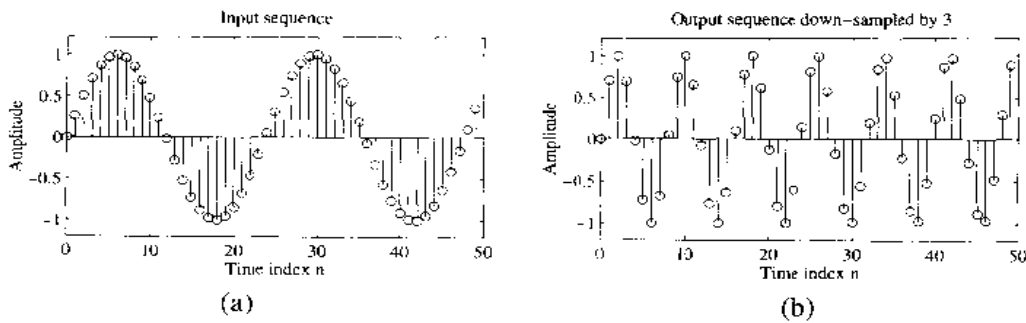 Input sequence
Amplitude
1
0.5
0
-0.5
-1
0 10 20 30 40 50
Time index n
(a)
Output sequence down-sampled by 3
Amplitude
1
0.5
0
-0.5
-1
0 10 20 30 40 50
Time index n
(b)